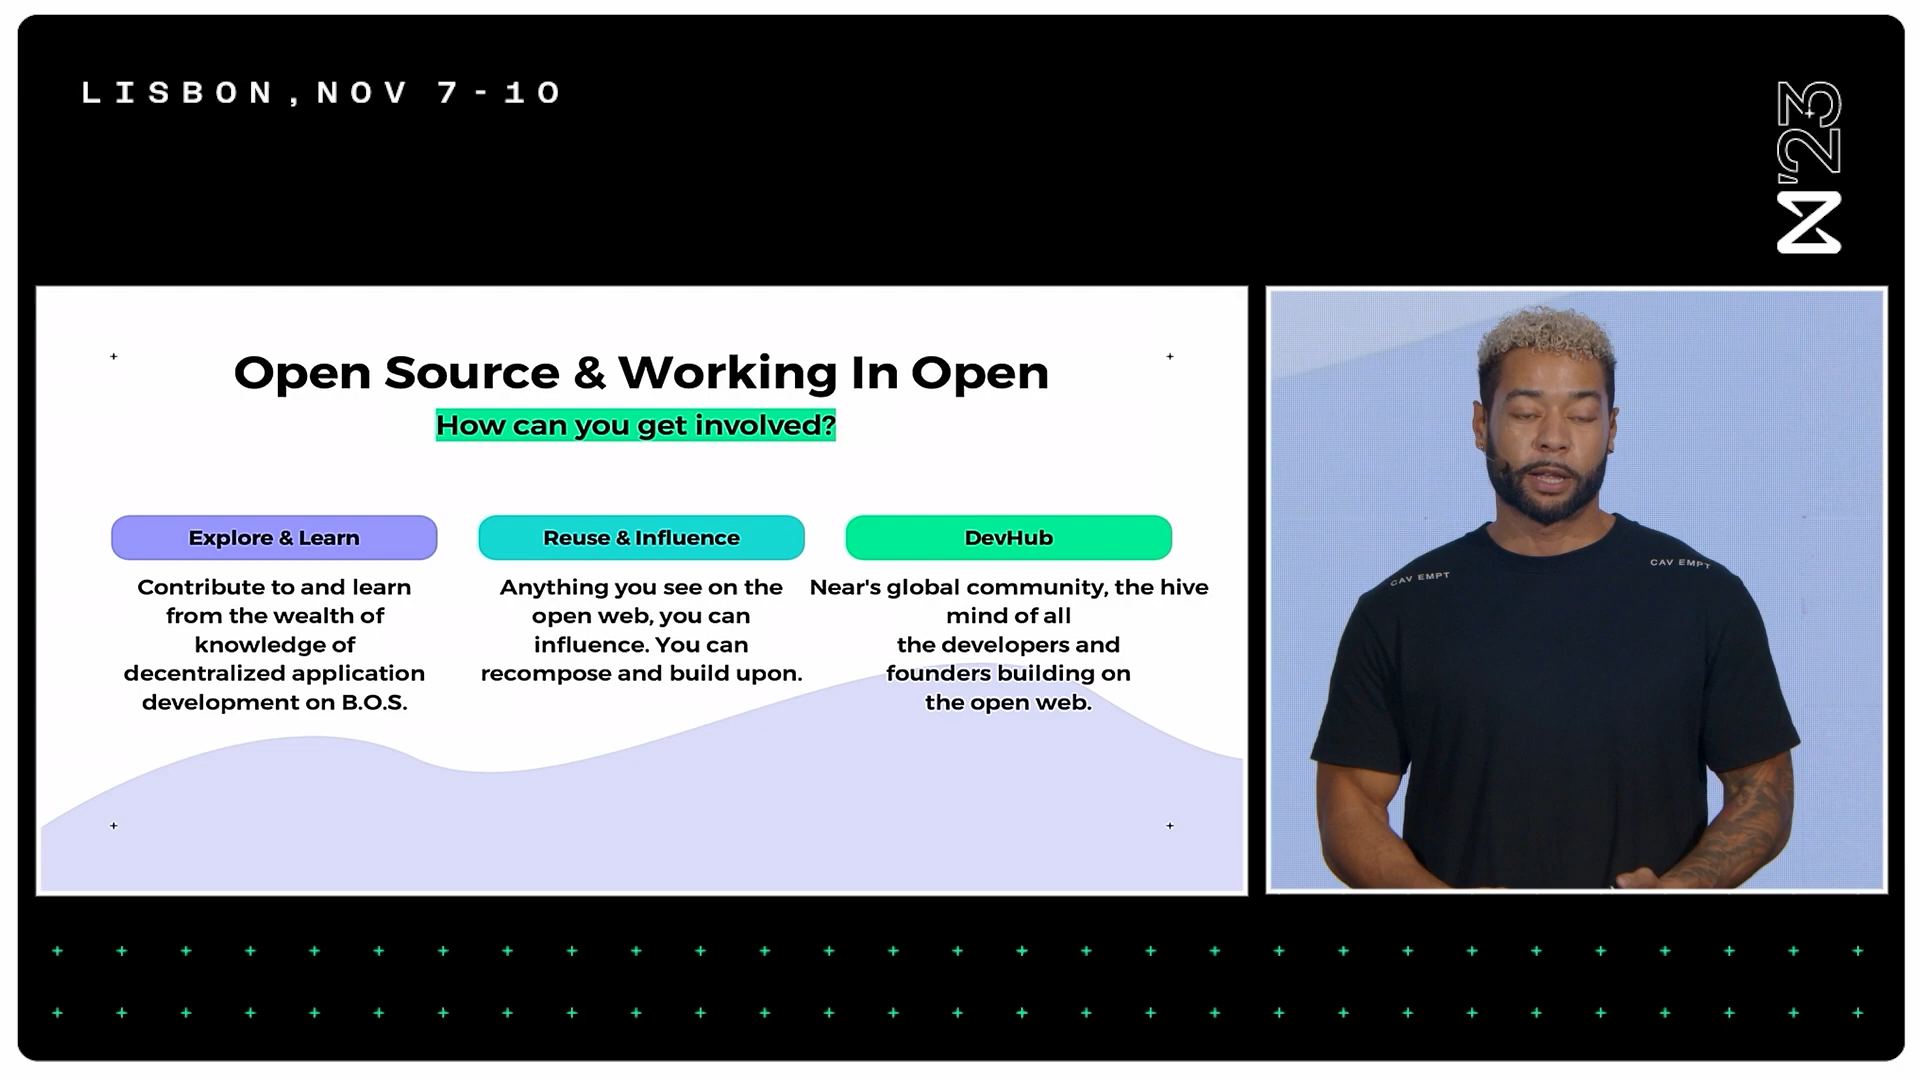 LISBON, NOV 7-10
N'23
Open Source & Working In Open
How can you get involved?
Explore & Learn
Contribute to and learn
from the wealth of
knowledge of
decentralized application
development on B.O.S.
Reuse & Influence
Anything you see on the
open web, you can
influence. You can
recompose and build upon.
DevHub
Near's global community, the hive
mind of all
the developers and
founders building on
the open web.
CAV EMPT
CAV EMPT